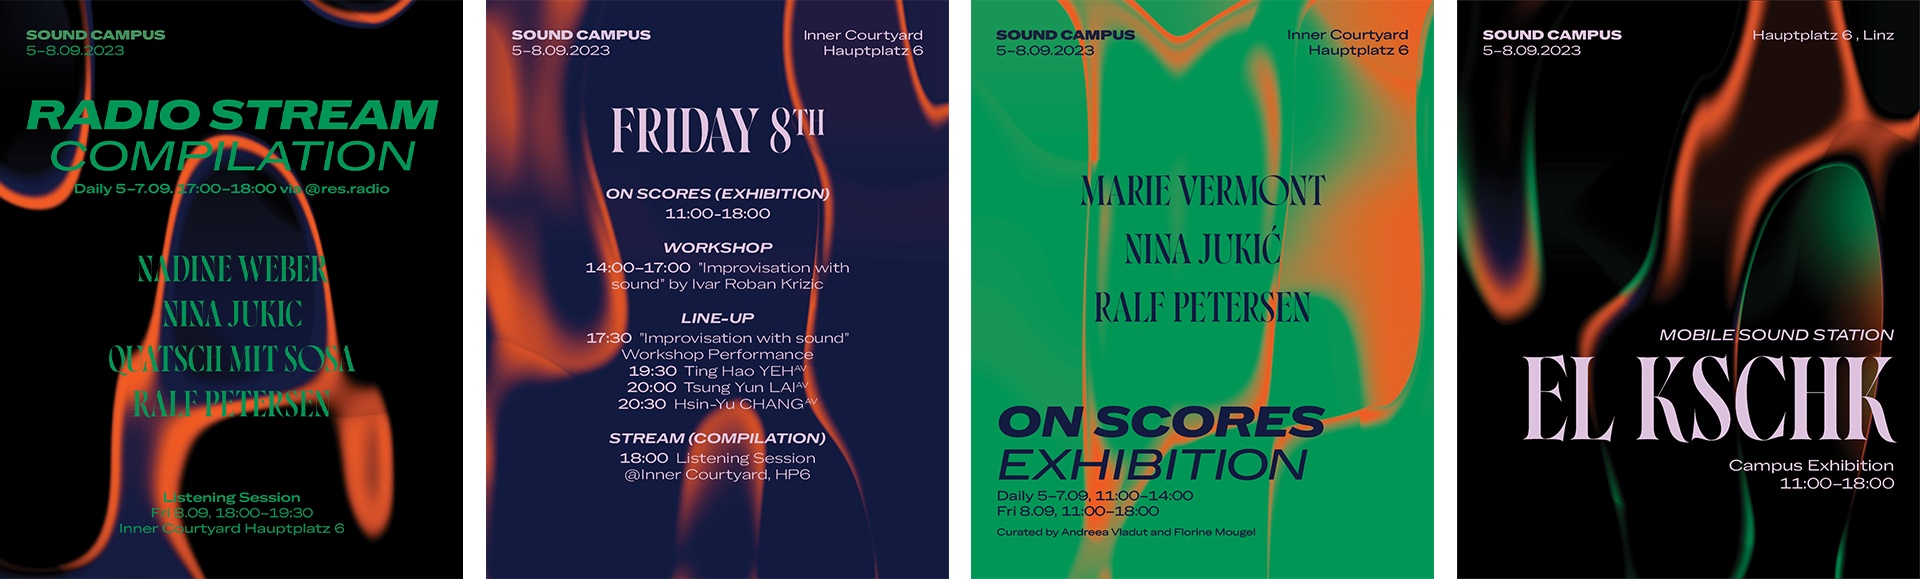 SOUND CAMPUS
5–8.09.2023
RADIO STREAM
COMPILATION
Daily 5–7.09. 17:00–18:00 via @res.radio
NADINE WEBER
NINA JUKIC
QUATSCH MIT SOSA
RALF PETERSEN
Listening Session
Fri 8.09, 18:00–19:30
Inner Courtyard Hauptplatz 6
SOUND CAMPUS
5–8.09.2023
Inner Courtyard
Hauptplatz 6
FRIDAY 8TH
ON SCORES (EXHIBITION)
11:00-18:00
WORKSHOP
14:00–17:00 "Improvisation with
sound" by Ivar Roban Krizic
LINE-UP
17:30 "Improvisation with sound"
Workshop Performance
19:30 Ting Hao YEHAV
20:00 Tsung Yun LAIAV
20:30 Hsin-Yu CHANGAV
STREAM (COMPILATION)
18:00 Listening Session
@Inner Courtyard, HP6
SOUND CAMPUS
5–8.09.2023
Inner Courtyard
Hauptplatz 6
MARIE VERMONT
NINA JUKIĆ
RALF PETERSEN
ON SCORES
EXHIBITION
Daily 5–7.09, 11:00–14:00
Fri 8.09, 11:00–18:00
Curated by Andreea Vladut and Florine Mougel
SOUND CAMPUS
5–8.09.2023
Hauptplatz 6 , Linz
MOBILE SOUND STATION
EL KSCHK
Campus Exhibition
11:00–18:00